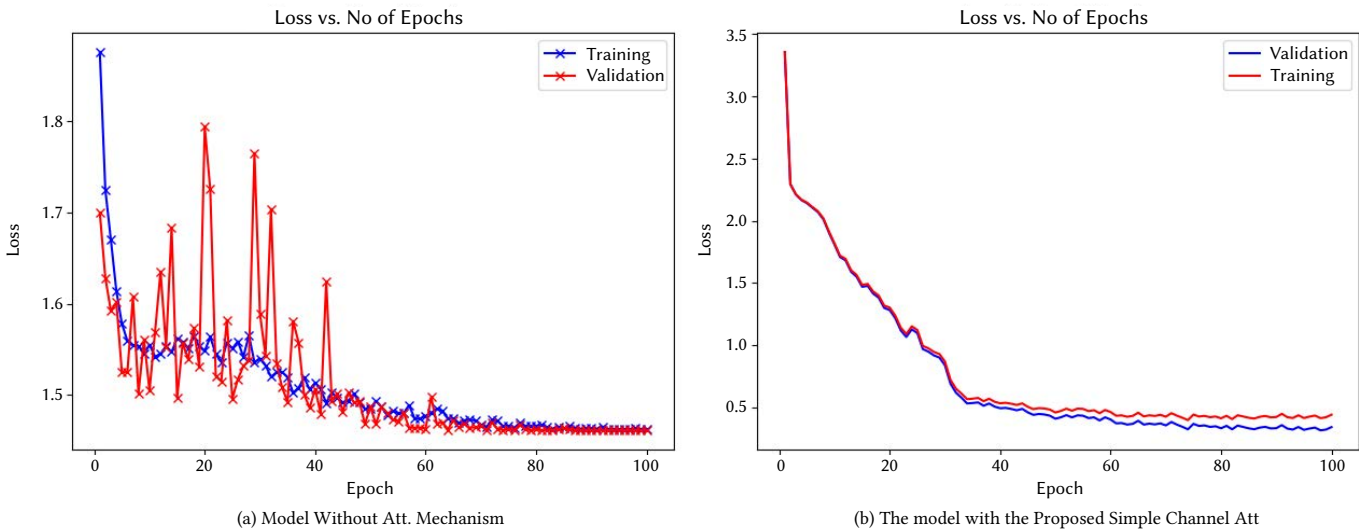 Loss vs. No of Epochs
Training
Validation
1.8
1.7
1.6
1.5
Loss
0
20
40
60
80
100
Epoch
(a) Model Without Att. Mechanism
Loss vs. No of Epochs
Validation
Training
3.5
3.0
2.5
2.0
1.5
1.0
0.5
Loss
0
20
40
60
80
100
Epoch
(b) The model with the Proposed Simple Channel Att